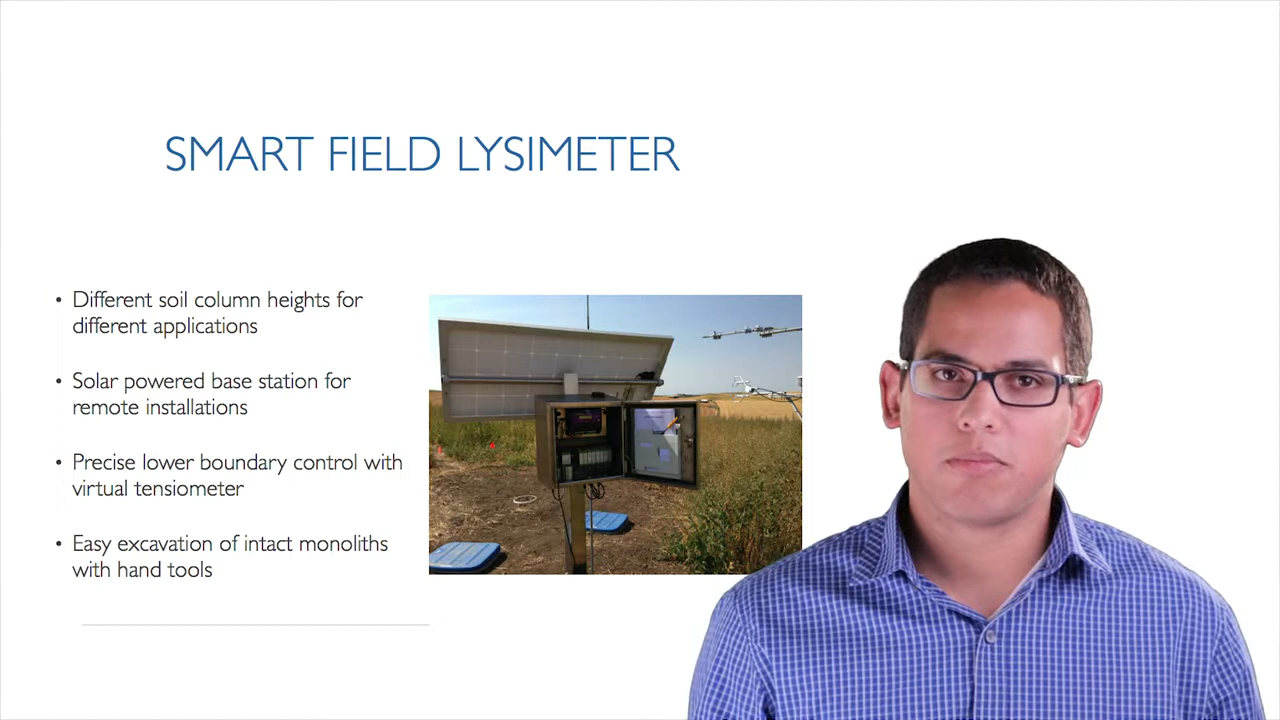 SMART FIELD LYSIMETER
• Different soil column heights for
different applications
• Solar powered base station for
remote installations
• Precise lower boundary control with
virtual tensiometer
• Easy excavation of intact monoliths
with hand tools